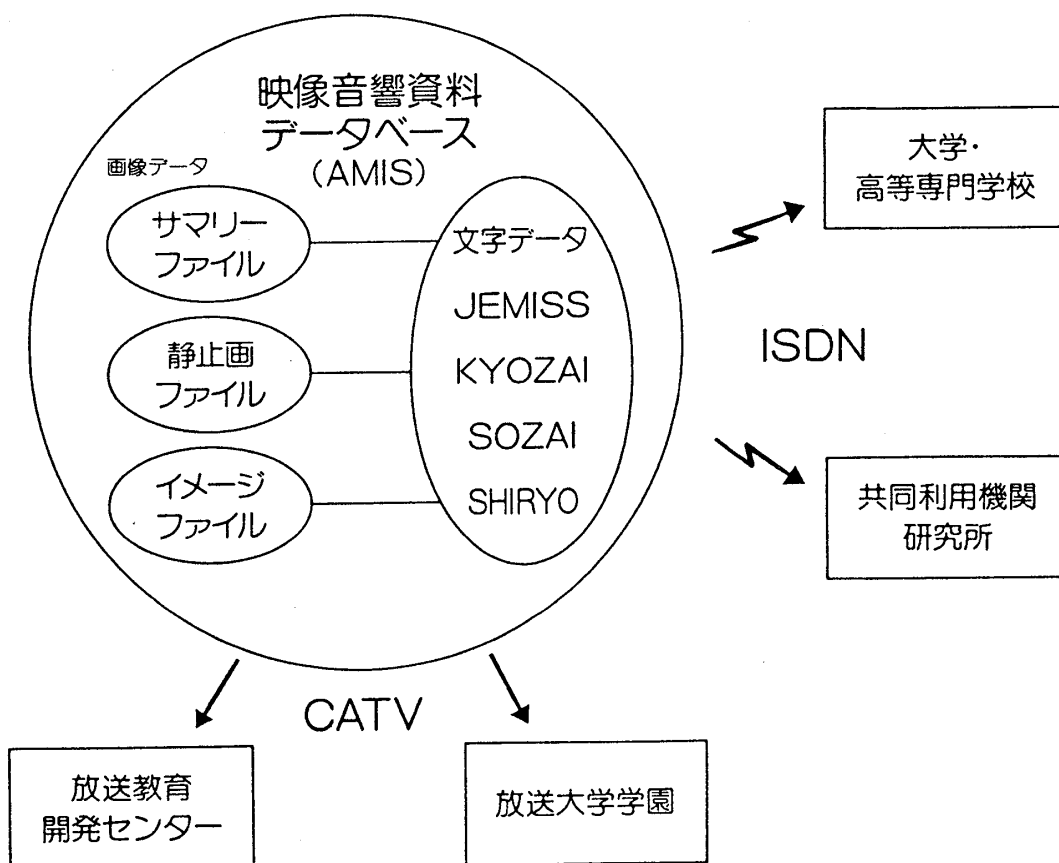 映像音響資料
データベース
(AMIS)
画像データ
サマリー
ファイル
静止画
ファイル
イメージ
ファイル
文字データ
JEMISS
KYOZAI
SOZAI
SHIRYO
大学・
高等専門学校
ISDN
共同利用機関
研究所
CATV
放送教育
開発センター
放送大学学園